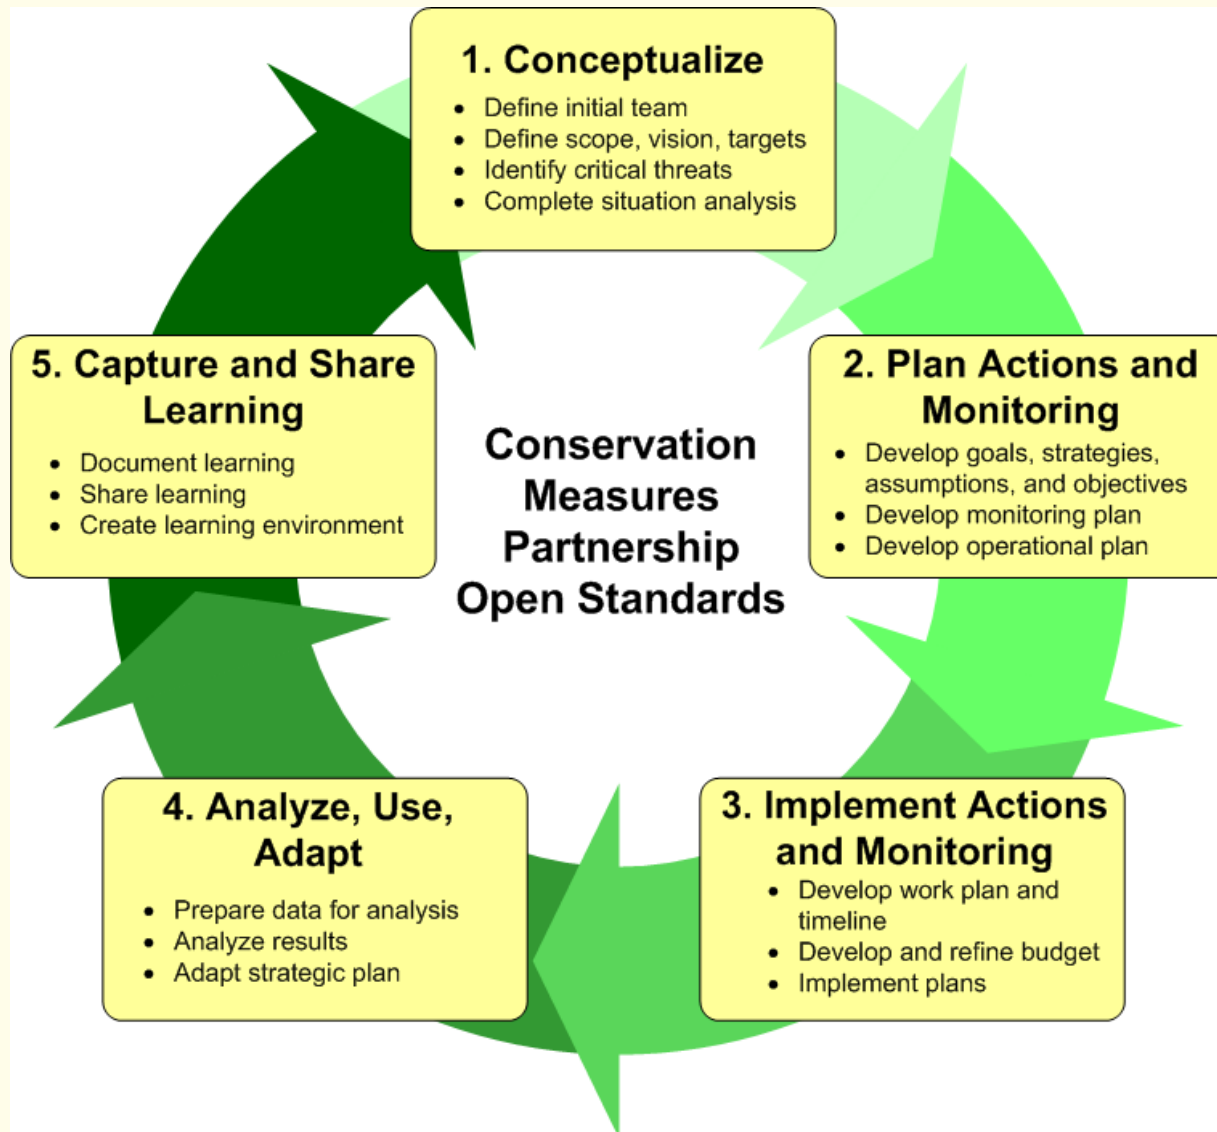 1. Conceptualize
• Define initial team
• Define scope, vision, targets
• Identify critical threats
• Complete situation analysis
2. Plan Actions and
Monitoring
• Develop goals, strategies,
assumptions, and objectives
• Develop monitoring plan
• Develop operational plan
3. Implement Actions
and Monitoring
• Develop work plan and
timeline
• Develop and refine budget
• Implement plans
4. Analyze, Use,
Adapt
• Prepare data for analysis
• Analyze results
• Adapt strategic plan
5. Capture and Share
Learning
• Document learning
• Share learning
• Create learning environment
Conservation
Measures
Partnership
Open Standards